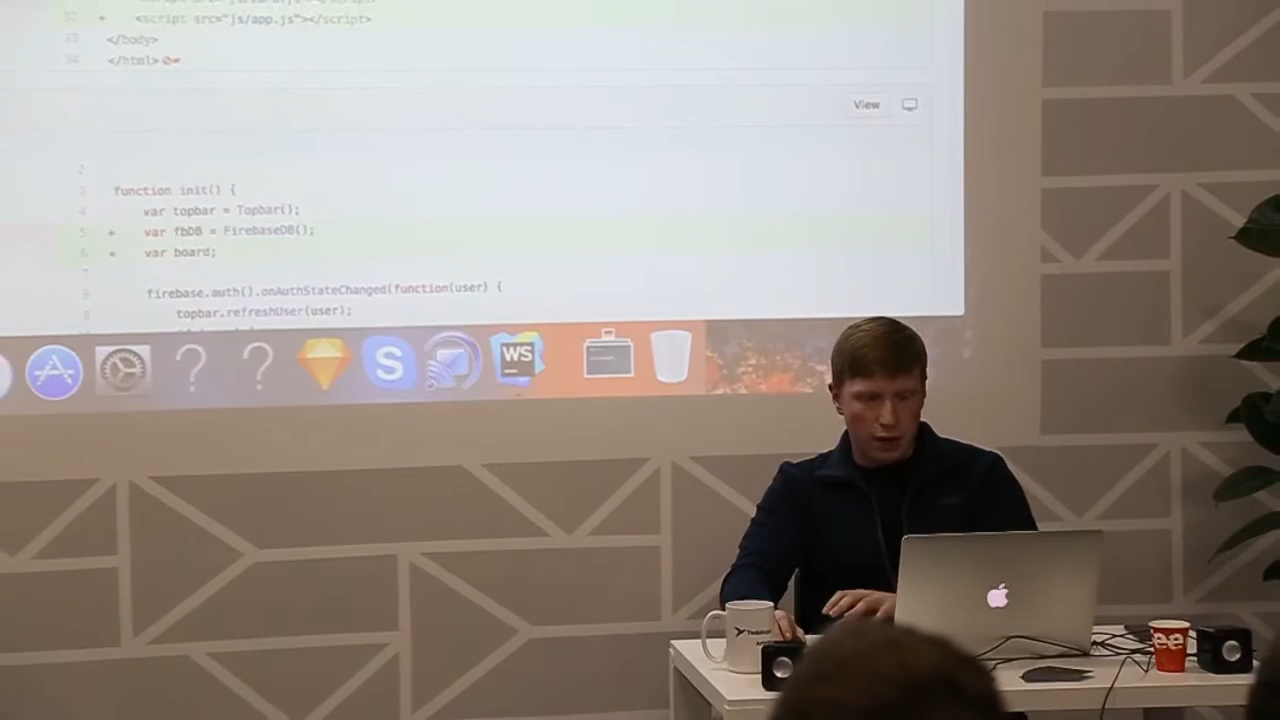 32 + <script src="js/app.js"></script>
33 </body>
34 </html>
View
2
3 function init() {
4 var topbar = Topbar();
5 + var fbDB = FirebaseDB();
6 + var board;
7
8 firebase.auth().onAuthStateChanged(function(user) {
9 topbar.refreshUser(user);
S
WS
ee